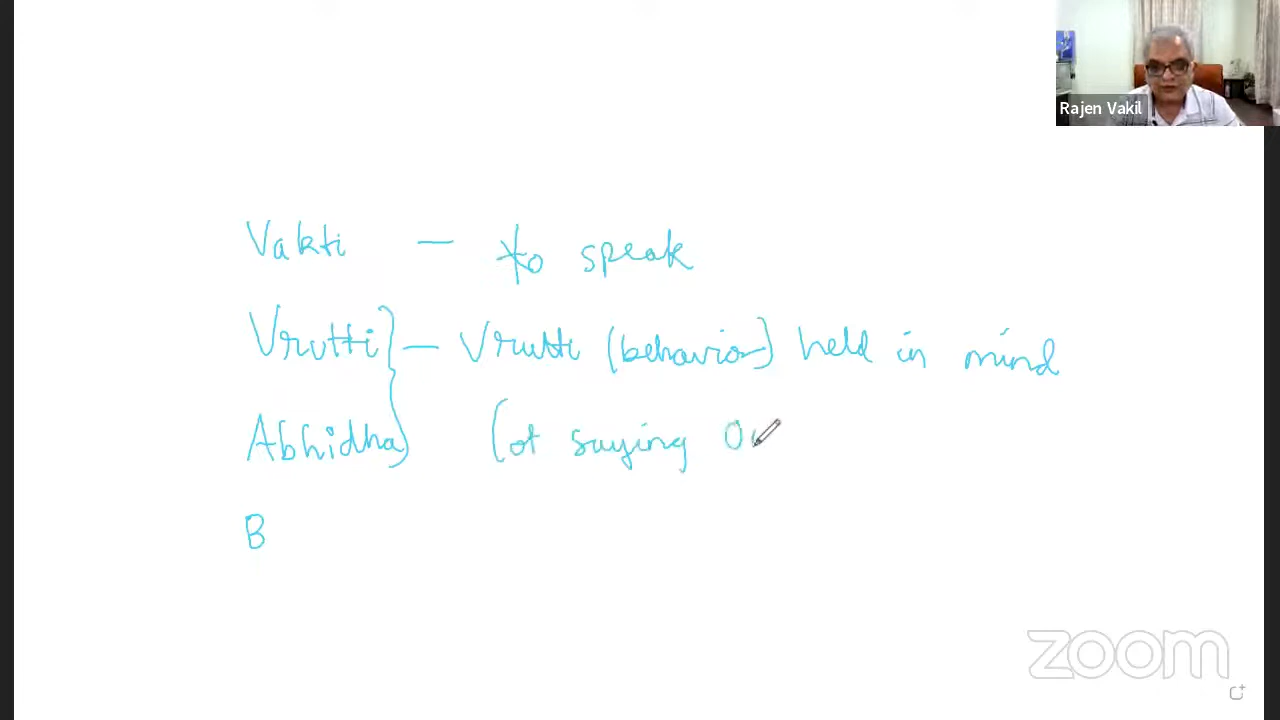 Rajen Vakil
Vakti — to speak
Vrutti — Vrutti (behavior) held in mind
Abhidha (of saying
B
zoom